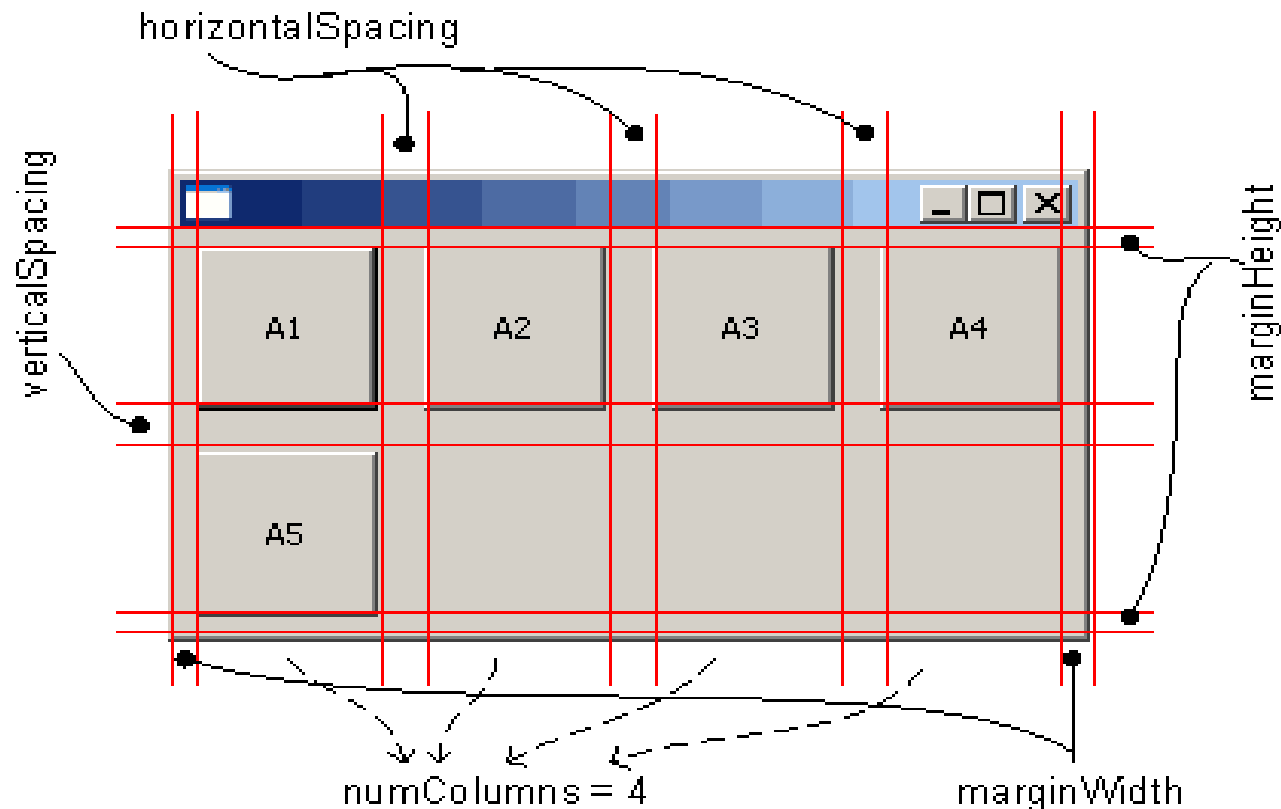 horizontalSpacing
verticalSpacing
marginHeight
A1
A2
A3
A4
A5
numColumns = 4
marginWidth